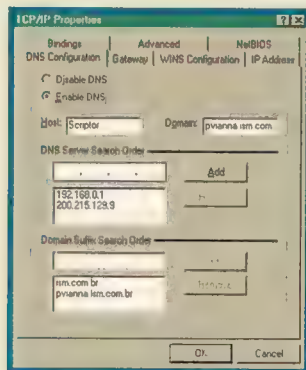 TCP/IP Properties
Bindings Advanced NetBIOS
DNS Configuration Gateway WINS Configuration IP Address
Disable DNS
Enable DNS
Host: Scriptor Domain: pvianna.ism.com
DNS Server Search Order
Add
192.168.0.1
200.215.129.9
Domain Suffix Search Order
ism.com.br
pvianna.ism.com.br
OK Cancel